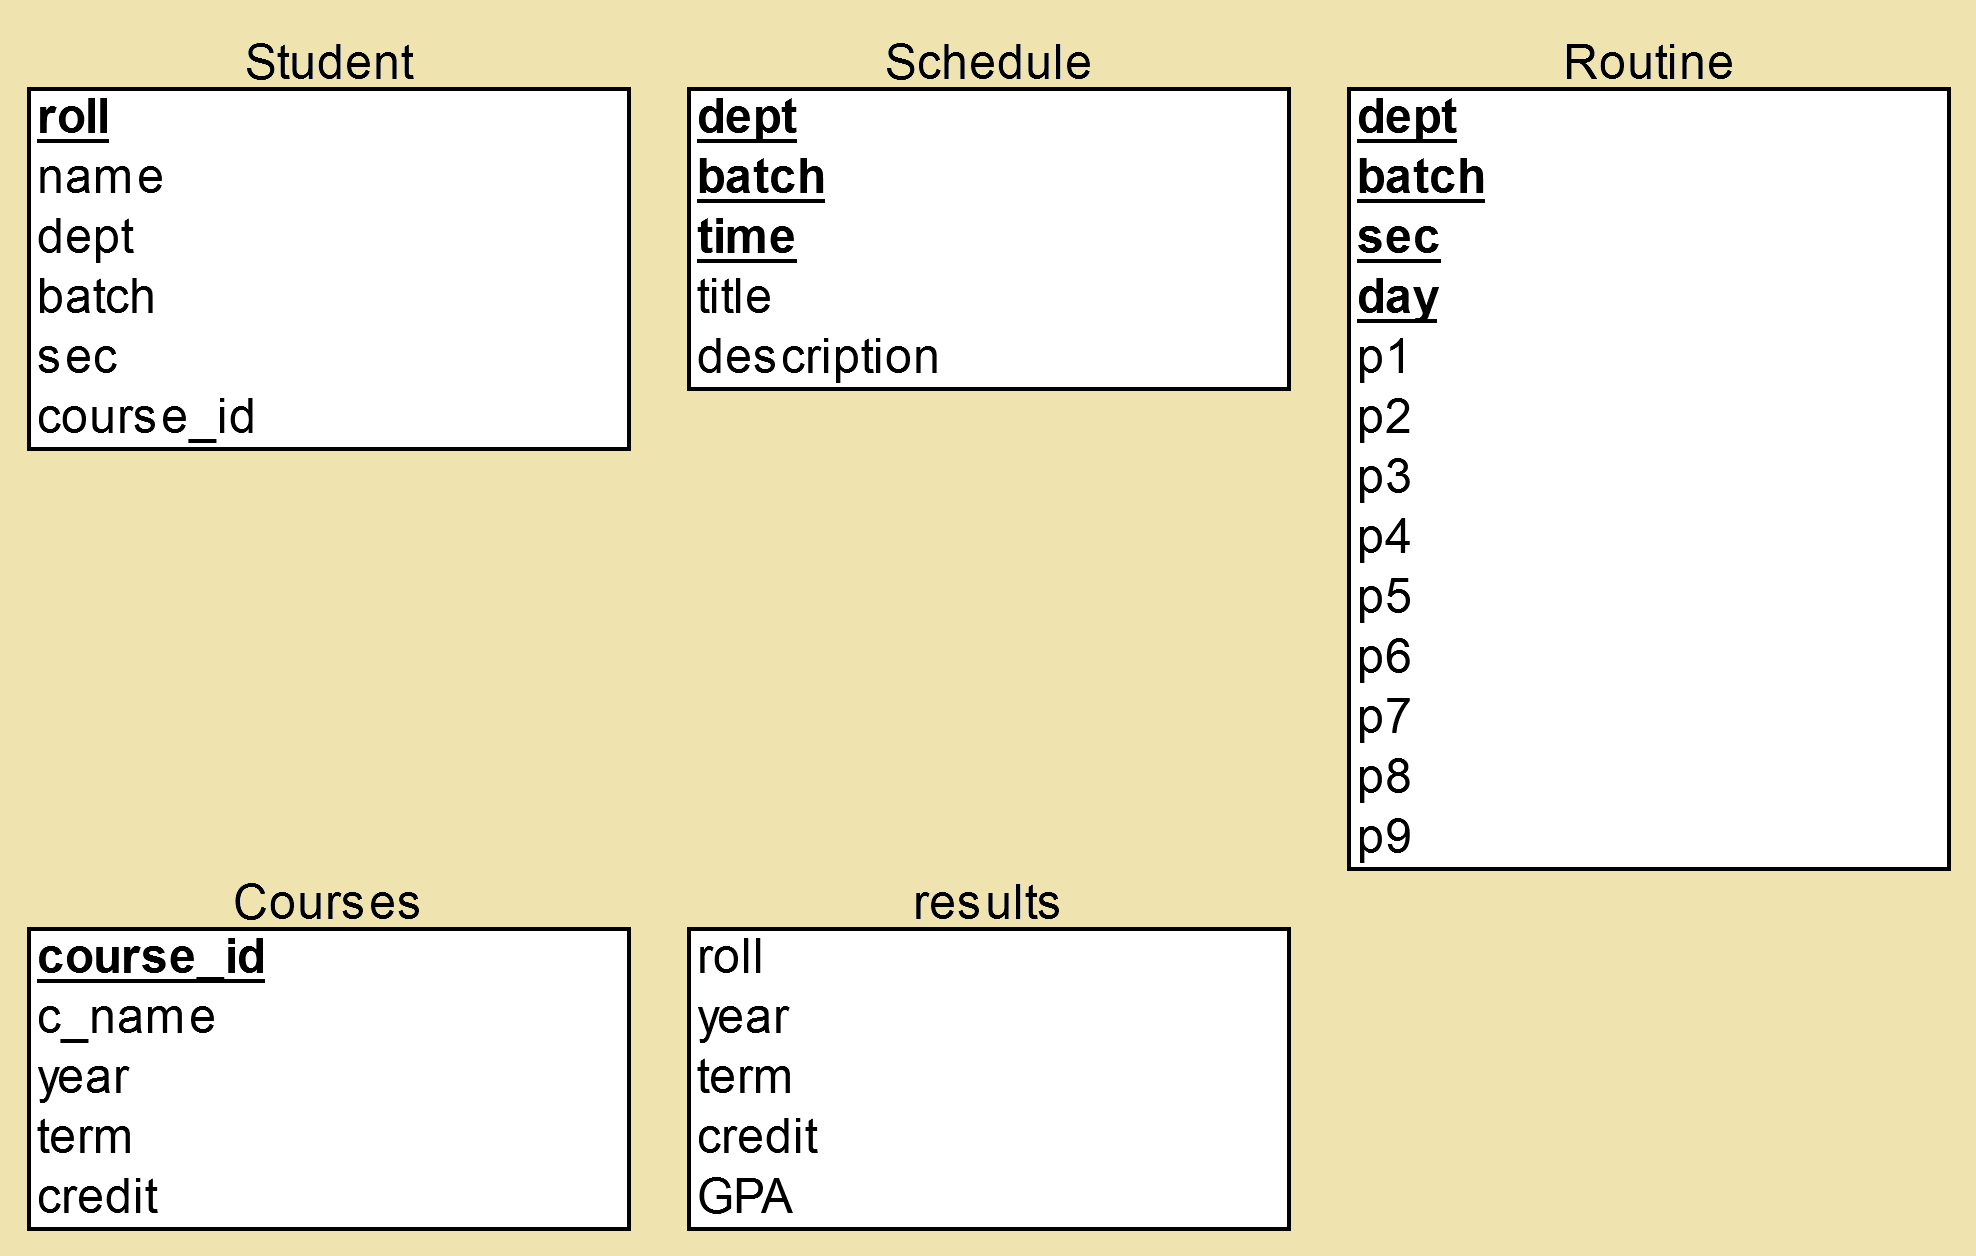 Student
roll
name
dept
batch
sec
course_id
Schedule
dept
batch
time
title
description
Routine
dept
batch
sec
day
p1
p2
p3
p4
p5
p6
p7
p8
p9
Courses
course_id
c_name
year
term
credit
results
roll
year
term
credit
GPA